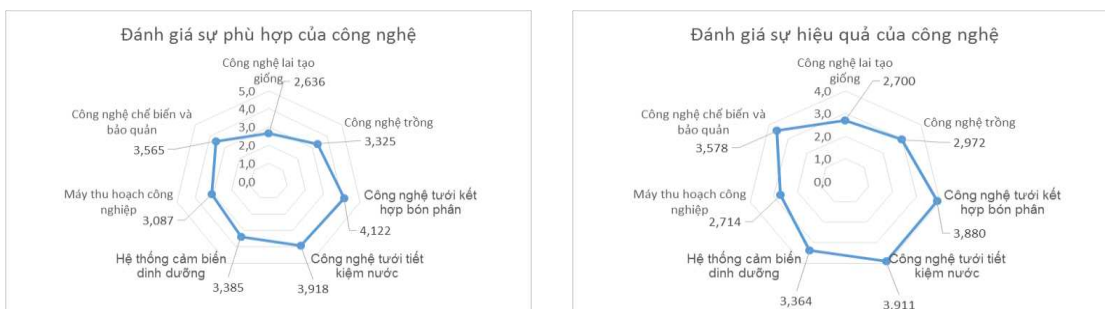 Đánh giá sự phù hợp của công nghệ
Công nghệ lai tạo
giống
2,636
5,0
4,0
3,0
2,0
1,0
0,0
Công nghệ trồng
3,325
Công nghệ tưới kết
hợp bón phân
4,122
Công nghệ tưới tiết
kiệm nước
3,918
Hệ thống cảm biến
dinh dưỡng
3,385
Máy thu hoạch công
nghiệp
3,087
Công nghệ chế biến và
bảo quản
3,565
Đánh giá sự hiệu quả của công nghệ
Công nghệ lai tạo
giống
2,700
4,0
3,0
2,0
1,0
0,0
Công nghệ trồng
2,972
Công nghệ tưới kết
hợp bón phân
3,880
Công nghệ tưới tiết
kiệm nước
3,911
Hệ thống cảm biến
dinh dưỡng
3,364
Máy thu hoạch công
nghiệp
2,714
Công nghệ chế biến và
bảo quản
3,578